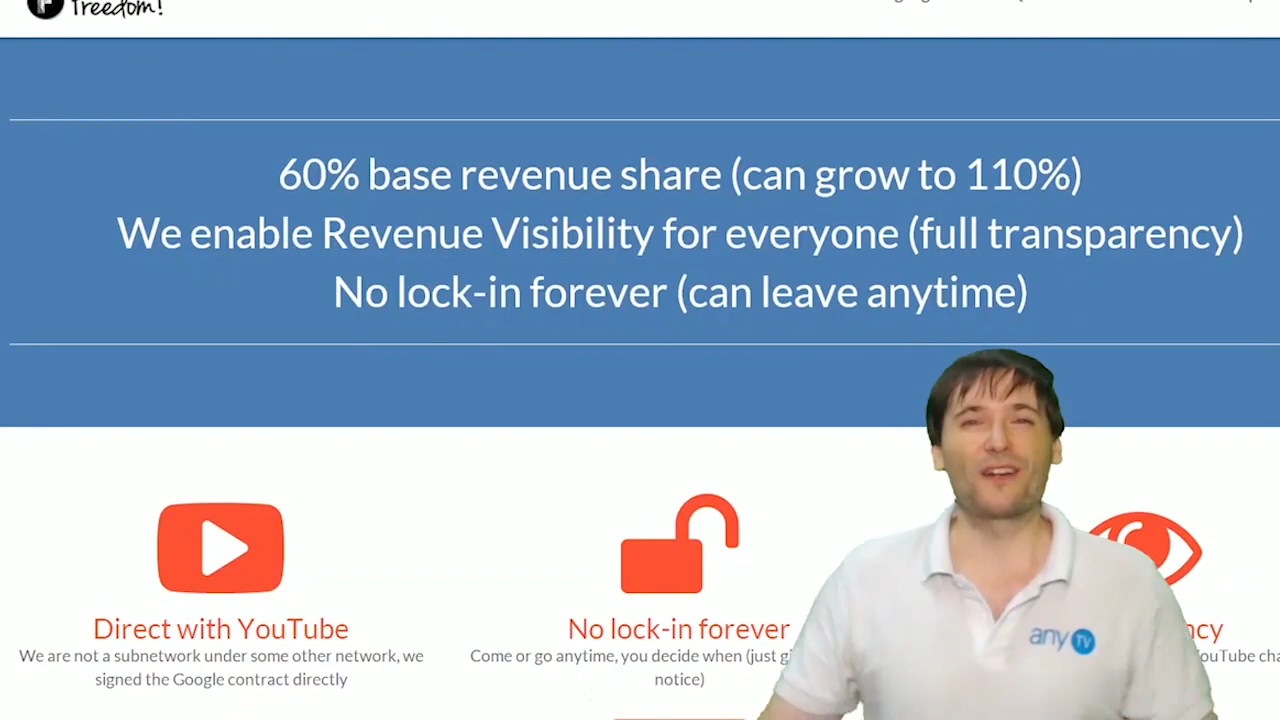 Freedom!
60% base revenue share (can grow to 110%)
We enable Revenue Visibility for everyone (full transparency)
No lock-in forever (can leave anytime)
Direct with YouTube
We are not a subnetwork under some other network, we
signed the Google contract directly
No lock-in forever
Come or go anytime, you decide when (just
notice)
YouTube
any TV